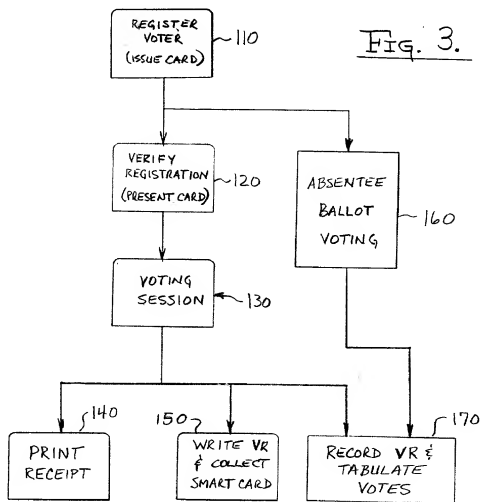 REGISTER
VOTER
(ISSUE CARD)
110
FIG. 3.
VERIFY
REGISTRATION
(PRESENT CARD)
120
ABSENTEE
BALLOT
VOTING
160
VOTING
SESSION
130
140
PRINT
RECEIPT
150
WRITE VR
& COLLECT
SMART CARD
170
RECORD VR &
TABULATE
VOTES